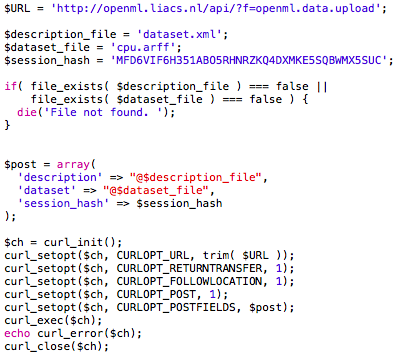 $URL = 'http://openml.liacs.nl/api/?f=openml.data.upload';
$description_file = 'dataset.xml';
$dataset_file = 'cpu.arff';
$session_hash = 'MFD6VIF6H351ABO5RHNRZKQ4DXMKE5SQBWMX5SUC';
if( file_exists( $description_file ) === false ||
    file_exists( $dataset_file ) === false ) {
  die('File not found. ');
}
$post = array(
  'description' => "@$description_file",
  'dataset' => "@$dataset_file",
  'session_hash' => $session_hash
);
$ch = curl_init();
curl_setopt($ch, CURLOPT_URL, trim( $URL ));
curl_setopt($ch, CURLOPT_RETURNTRANSFER, 1);
curl_setopt($ch, CURLOPT_FOLLOWLOCATION, 1);
curl_setopt($ch, CURLOPT_POST, 1);
curl_setopt($ch, CURLOPT_POSTFIELDS, $post);
curl_exec($ch);
echo curl_error($ch);
curl_close($ch);